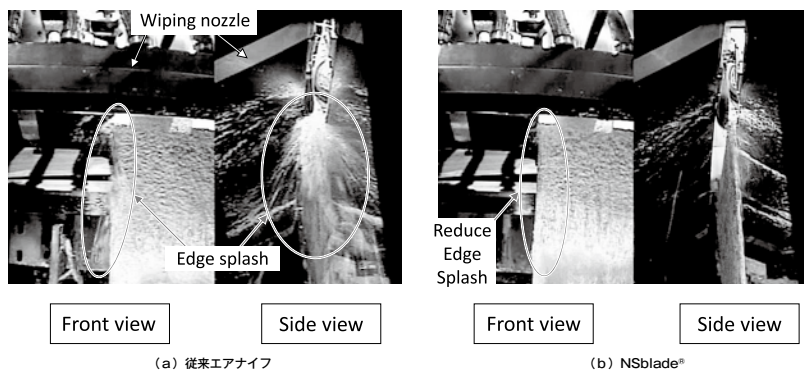 Wiping nozzle
Edge splash
Reduce
Edge
Splash
Front view
Side view
Front view
Side view
(a) 従来エアナイフ
(b) NSblade®